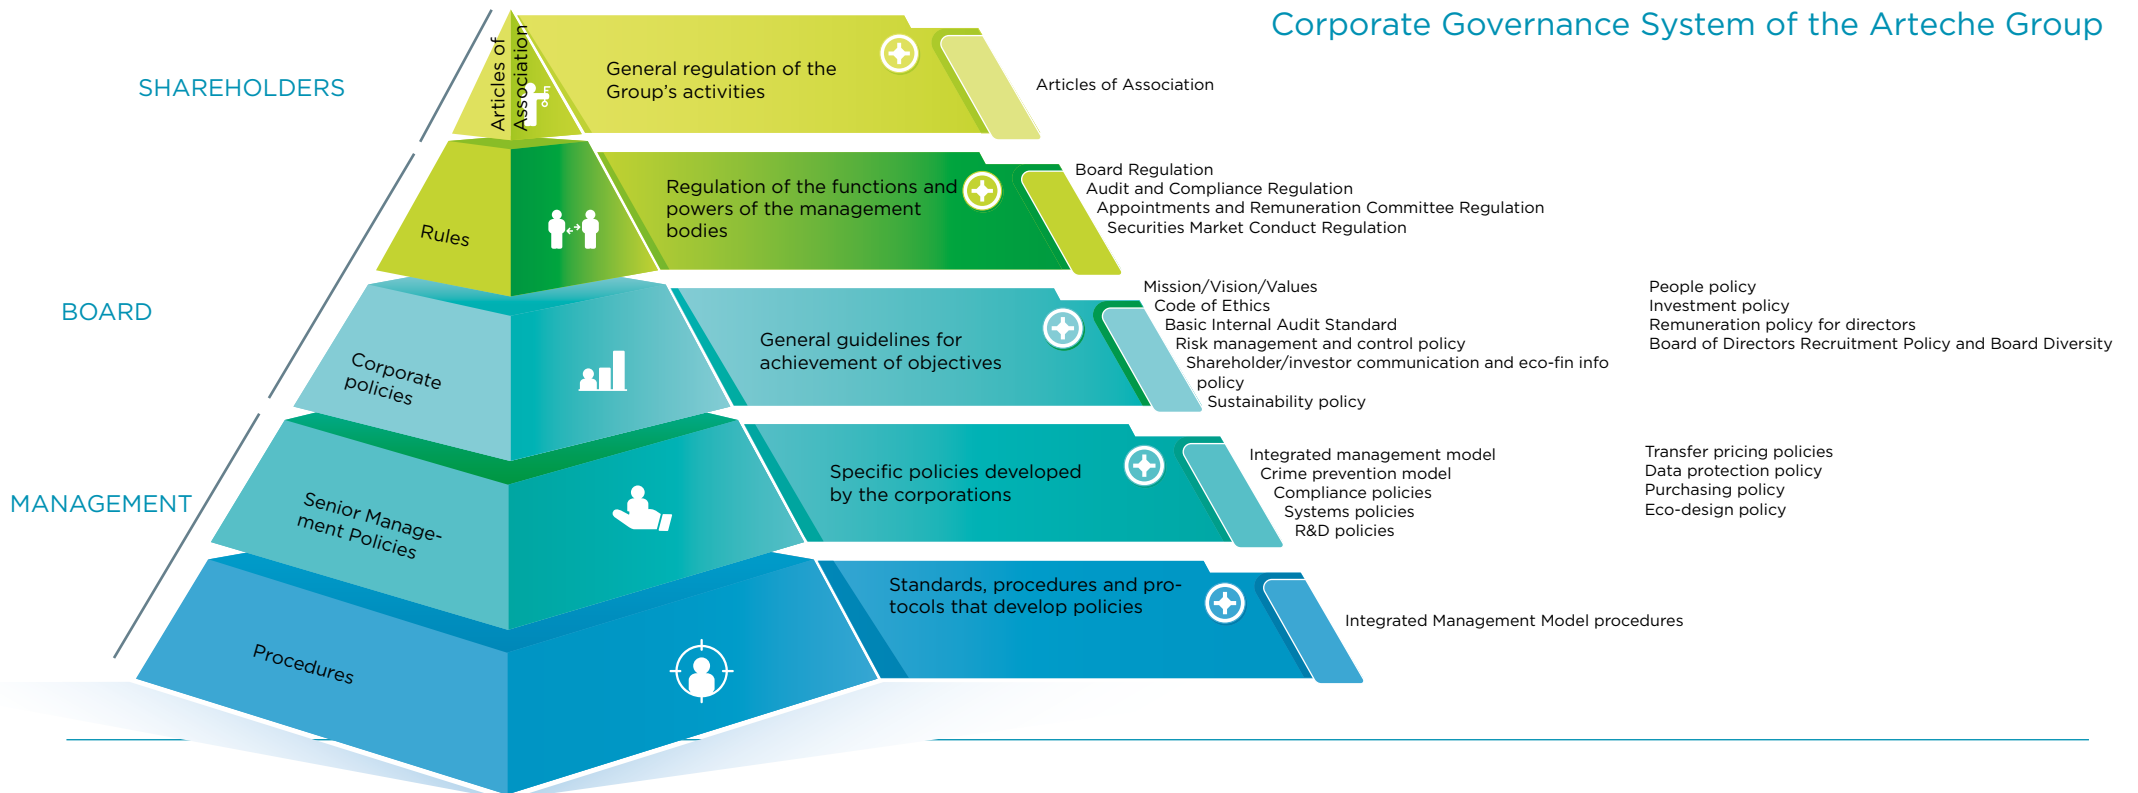 Corporate Governance System of the Arteche Group
SHAREHOLDERS
Articles of
Association
General regulation of the
Group's activities
Articles of Association
BOARD
Rules
Regulation of the functions and
powers of the management
bodies
Board Regulation
Audit and Compliance Regulation
Appointments and Remuneration Committee Regulation
Securities Market Conduct Regulation
Corporate
policies
General guidelines for
achievement of objectives
Mission/Vision/Values
Code of Ethics
Basic Internal Audit Standard
Risk management and control policy
Shareholder/investor communication and eco-fin info
policy
Sustainability policy
People policy
Investment policy
Remuneration policy for directors
Board of Directors Recruitment Policy and Board Diversity
MANAGEMENT
Senior Manage-
ment Policies
Specific policies developed
by the corporations
Integrated management model
Crime prevention model
Compliance policies
Systems policies
R&D policies
Transfer pricing policies
Data protection policy
Purchasing policy
Eco-design policy
Procedures
Standards, procedures and pro-
tocols that develop policies
Integrated Management Model procedures